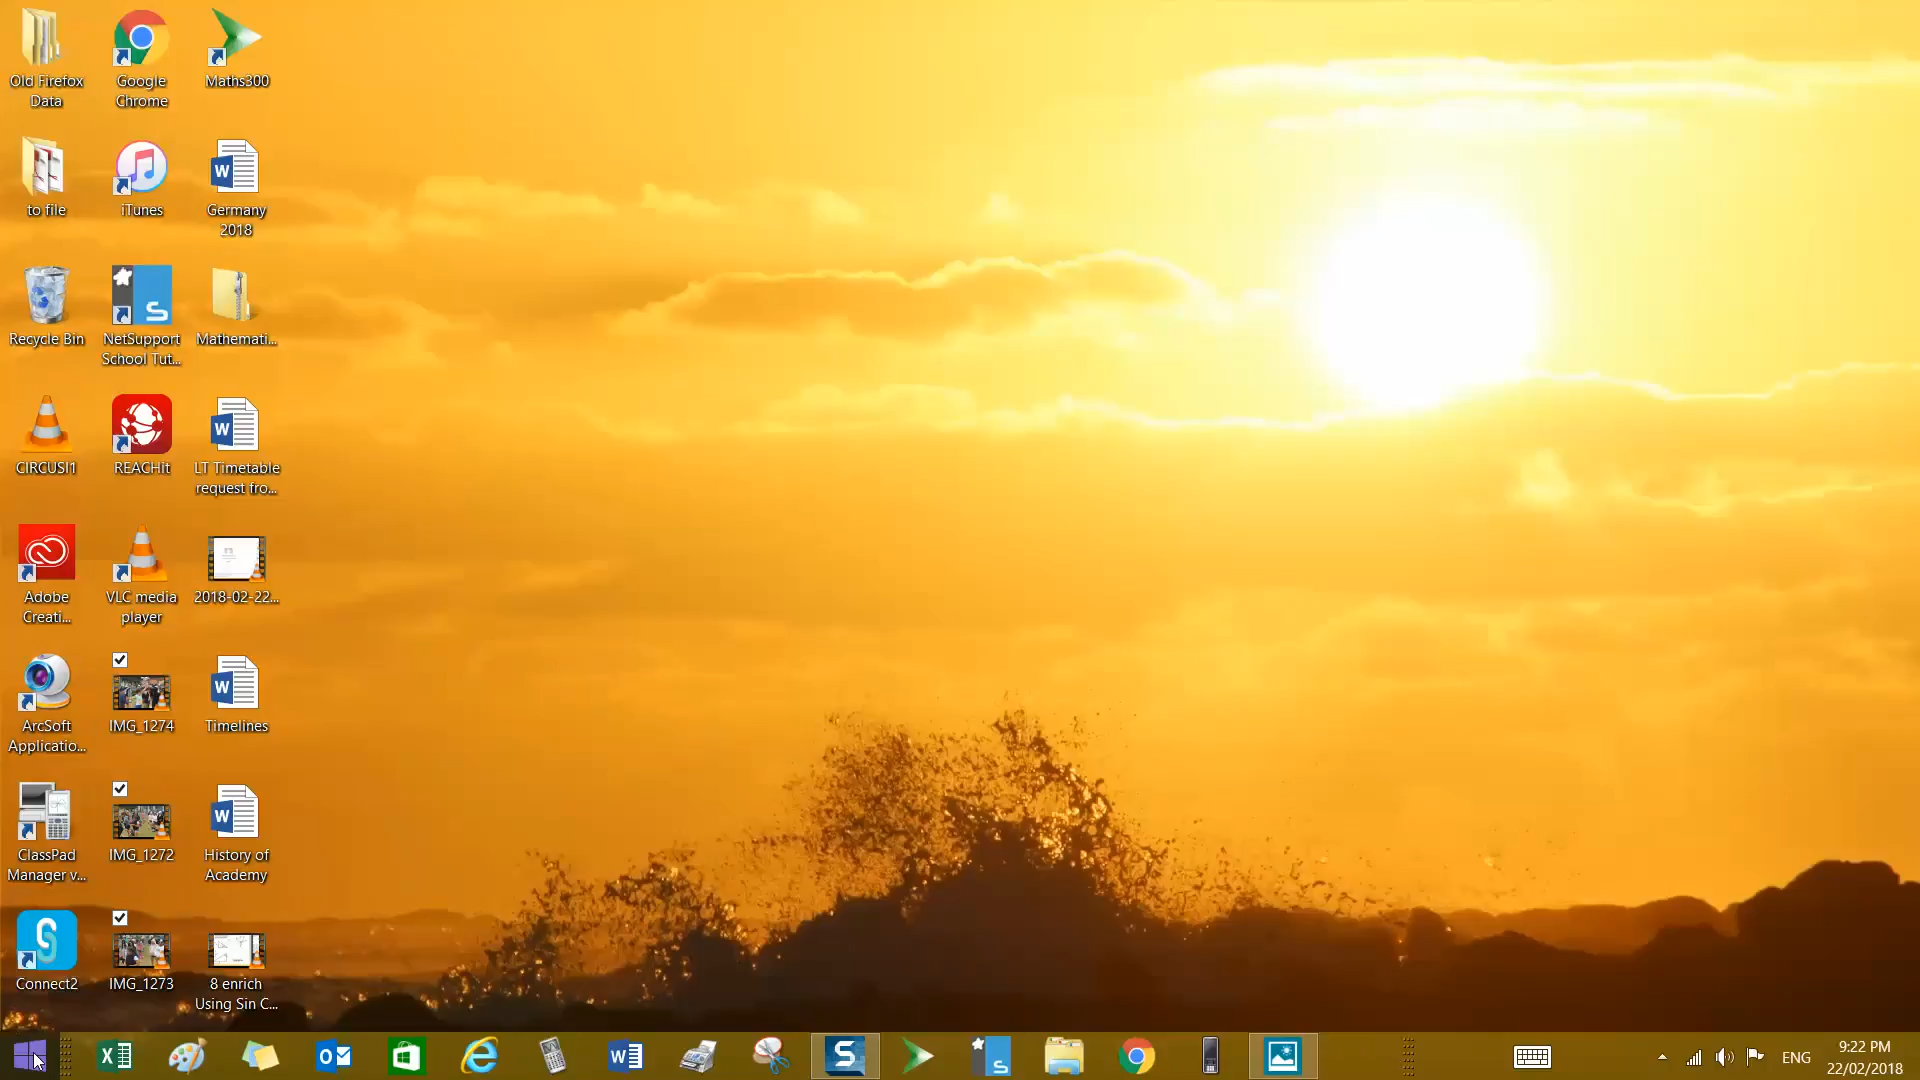 Old Firefox
Data
Google
Chrome
Maths300
to file
iTunes
Germany
2018
Recycle Bin
NetSupport
School Tut...
Mathemati...
CIRCUSI1
REACHit
LT Timetable
request fro...
Adobe
Creati...
VLC media
player
2018-02-22...
ArcSoft
Applicatio...
IMG_1274
Timelines
ClassPad
Manager v...
IMG_1272
History of
Academy
Connect2
IMG_1273
8 enrich
Using Sin C...
ENG
9:22 PM
22/02/2018